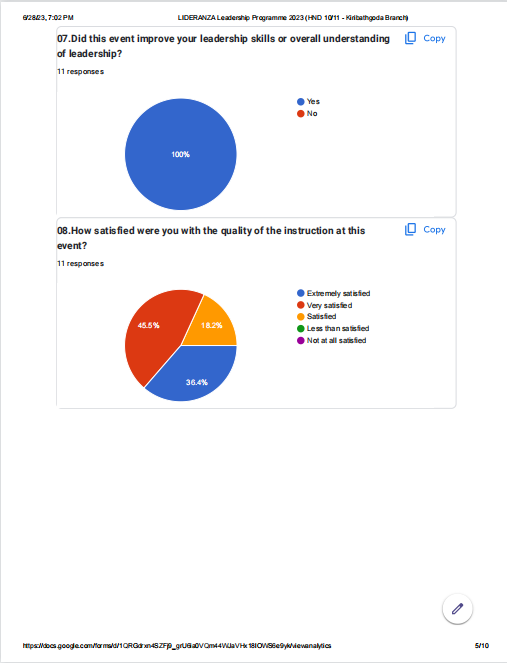 6/28/23, 7:02 PM
LIDERANZA Leadership Programme 2023 (HND 10/11 - Kiribathgoda Branch)
07.Did this event improve your leadership skills or overall understanding
of leadership?
Copy
11 responses
Yes
No
100%
08.How satisfied were you with the quality of the instruction at this
event?
Copy
11 responses
Extremely satisfied
Very satisfied
Satisfied
Less than satisfied
Not at all satisfied
45.5%
18.2%
36.4%
5/10